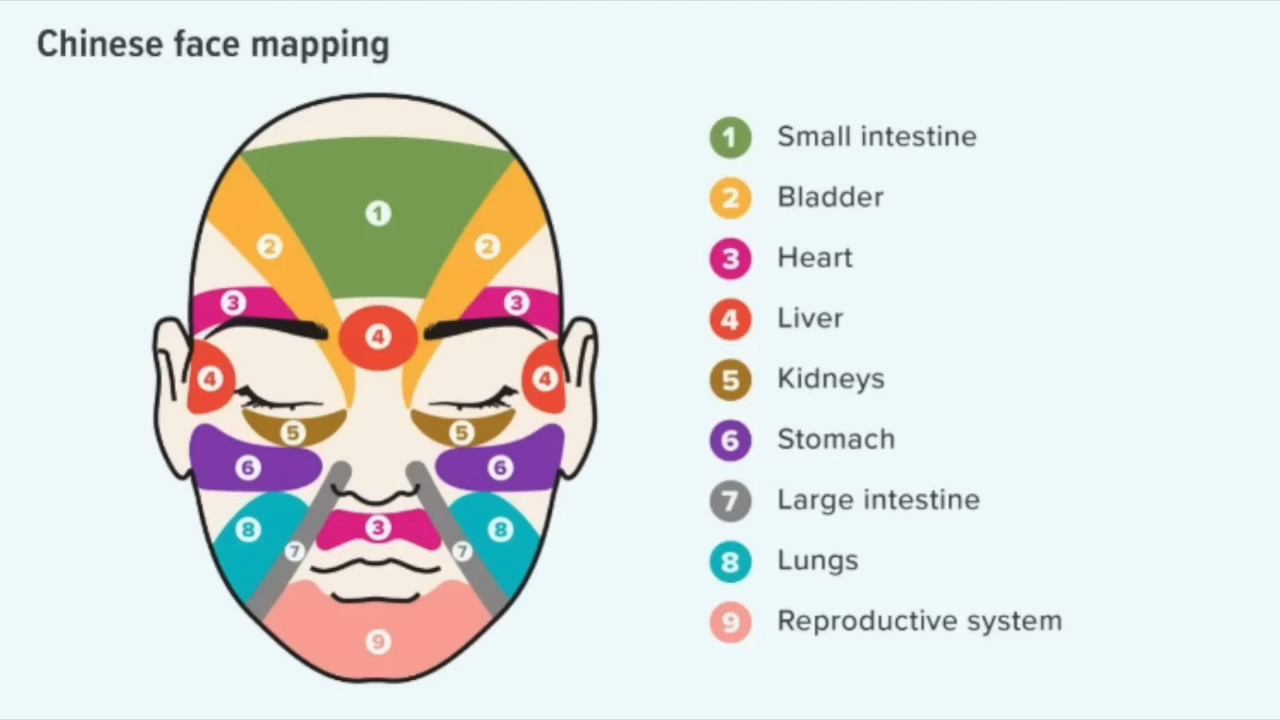 Chinese face mapping
1
2
2
3
3
4
4
4
5
5
6
6
8
8
3
7
7
9
1 Small intestine
2 Bladder
3 Heart
4 Liver
5 Kidneys
6 Stomach
7 Large intestine
8 Lungs
9 Reproductive system